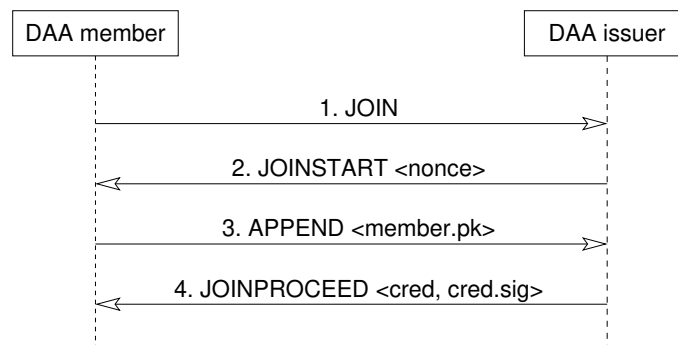 DAA member
DAA issuer
1. JOIN
2. JOINSTART <nonce>
3. APPEND <member.pk>
4. JOINPROCEED <cred, cred.sig>